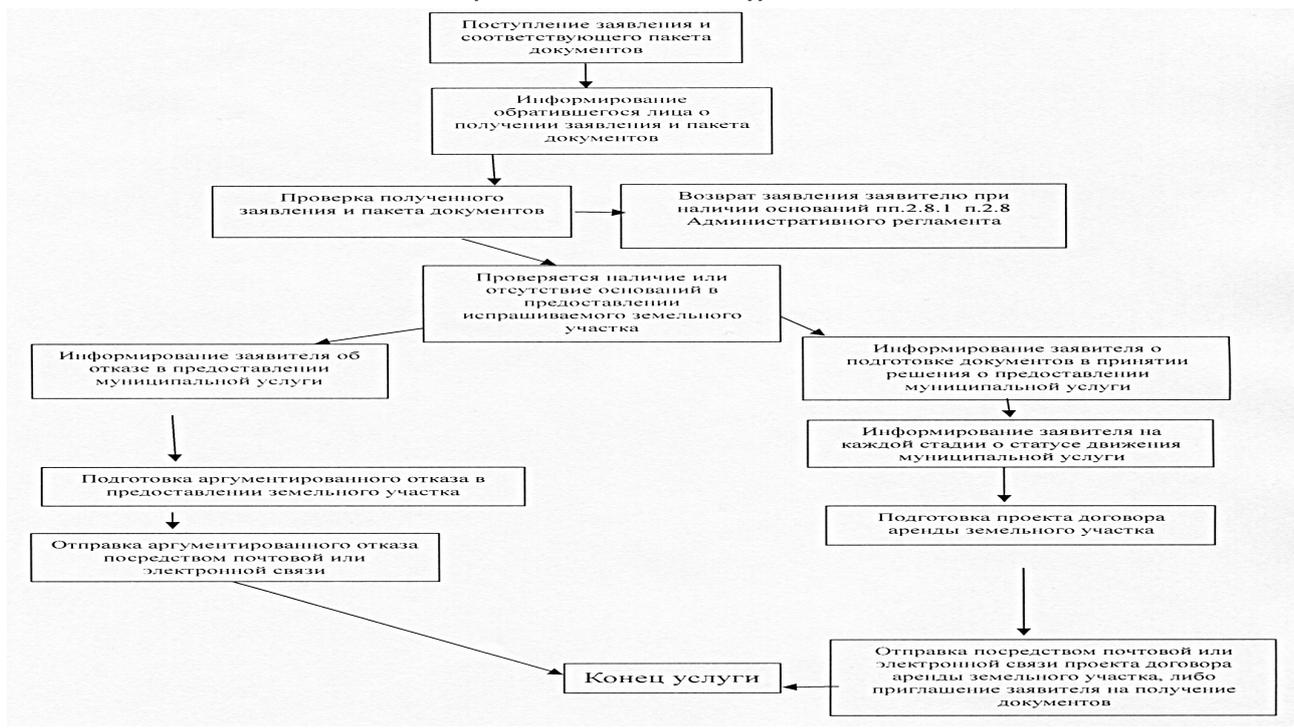 Поступление заявления и
соответствующего пакета
документов
Информирование
обратившегося лица о
получении заявления и пакета
документов
Проверка полученного
заявления и пакета документов
Возврат заявления заявителю при
наличии оснований пп.2.8.1 п.2.8
Административного регламента
Проверяется наличие или
отсутствие оснований в
предоставлении
испрашиваемого земельного
участка
Информирование заявителя об
отказе в предоставлении
муниципальной услуги
Информирование заявителя о
подготовке документов в принятии
решения о предоставлении
муниципальной услуги
Информирование заявителя на
каждой стадии о статусе движения
муниципальной услуги
Подготовка аргументированного отказа в
предоставлении земельного участка
Подготовка проекта договора
аренды земельного участка
Отправка аргументированного отказа
посредством почтовой или
электронной связи
Отправка посредством почтовой или
электронной связи проекта договора
аренды земельного участка, либо
приглашение заявителя на получение
документов
Конец услуги